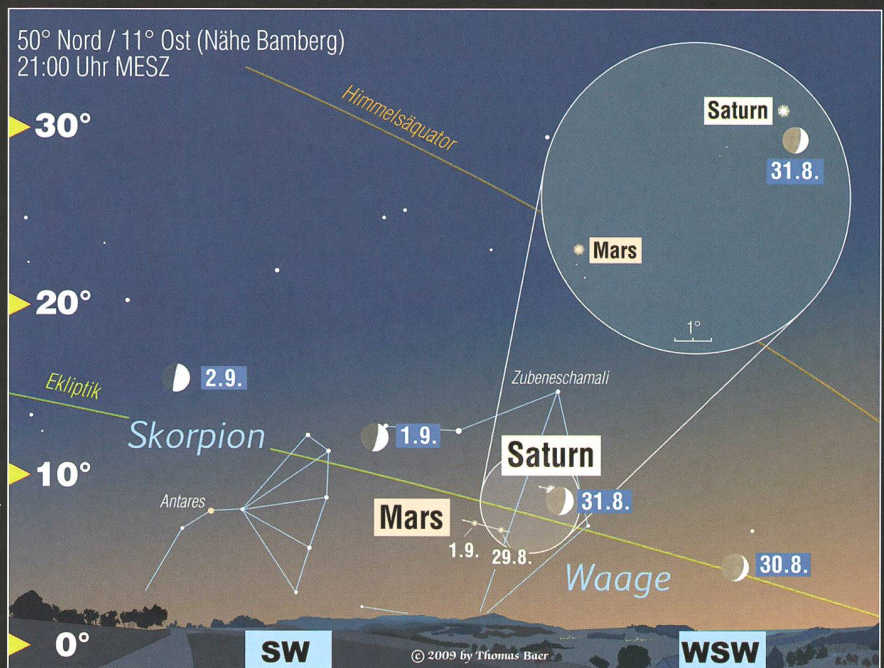 50° Nord / 11° Ost (Nähe Bamberg)
21:00 Uhr MESZ
Himmelsäquator
Saturn
31.8.
30°
Mars
1°
20°
Ekliptik
2.9.
Zubeneschamali
Skorpion
1.9.
Saturn
10°
Antares
31.8.
Mars
1.9.
29.8.
30.8.
Waage
0°
SW
WSW
© 2009 by Thomas Baer